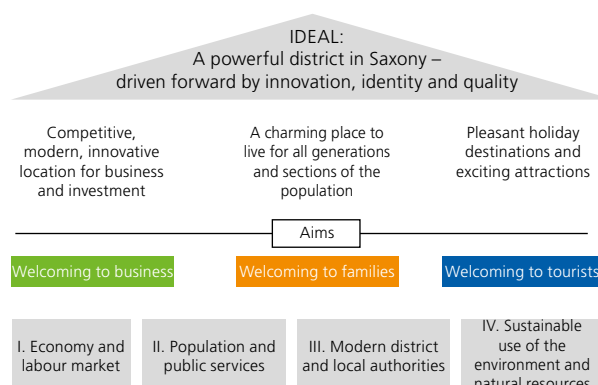 IDEAL:
A powerful district in Saxony –
driven forward by innovation, identity and quality
Competitive,
modern, innovative
location for business
and investment
A charming place to
live for all generations
and sections of the
population
Pleasant holiday
destinations and
exciting attractions
Aims
Welcoming to business
Welcoming to families
Welcoming to tourists
I. Economy and
labour market
II. Population and
public services
III. Modern district
and local authorities
IV. Sustainable
use of the
environment and
natural resources